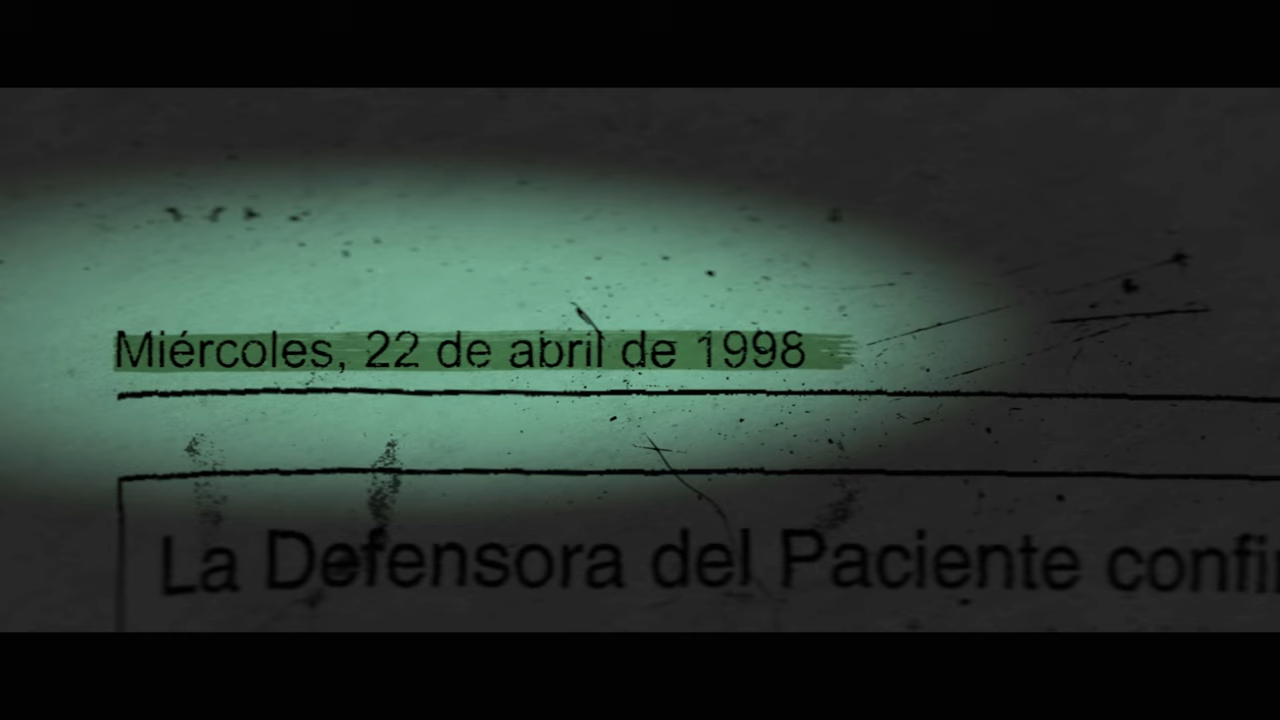 Miércoles, 22 de abril de 1998
La Defensora del Paciente